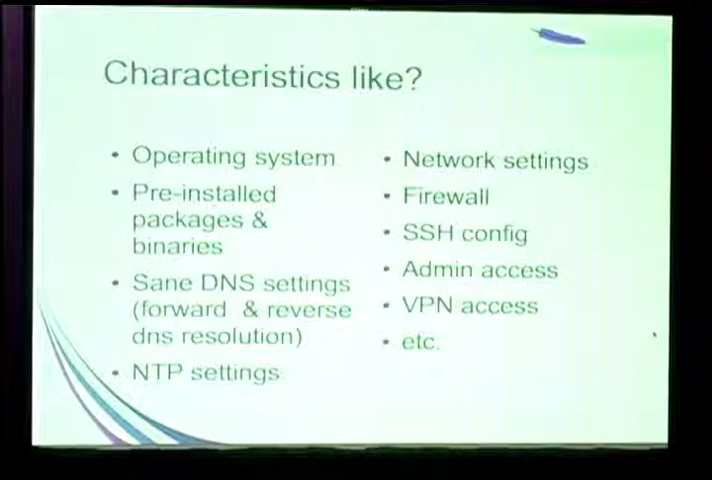 Characteristics like?
• Operating system
• Pre-installed
packages &
binaries
• Sane DNS settings
(forward & reverse
dns resolution)
• NTP settings
• Network settings
• Firewall
• SSH config
• Admin access
• VPN access
• etc.